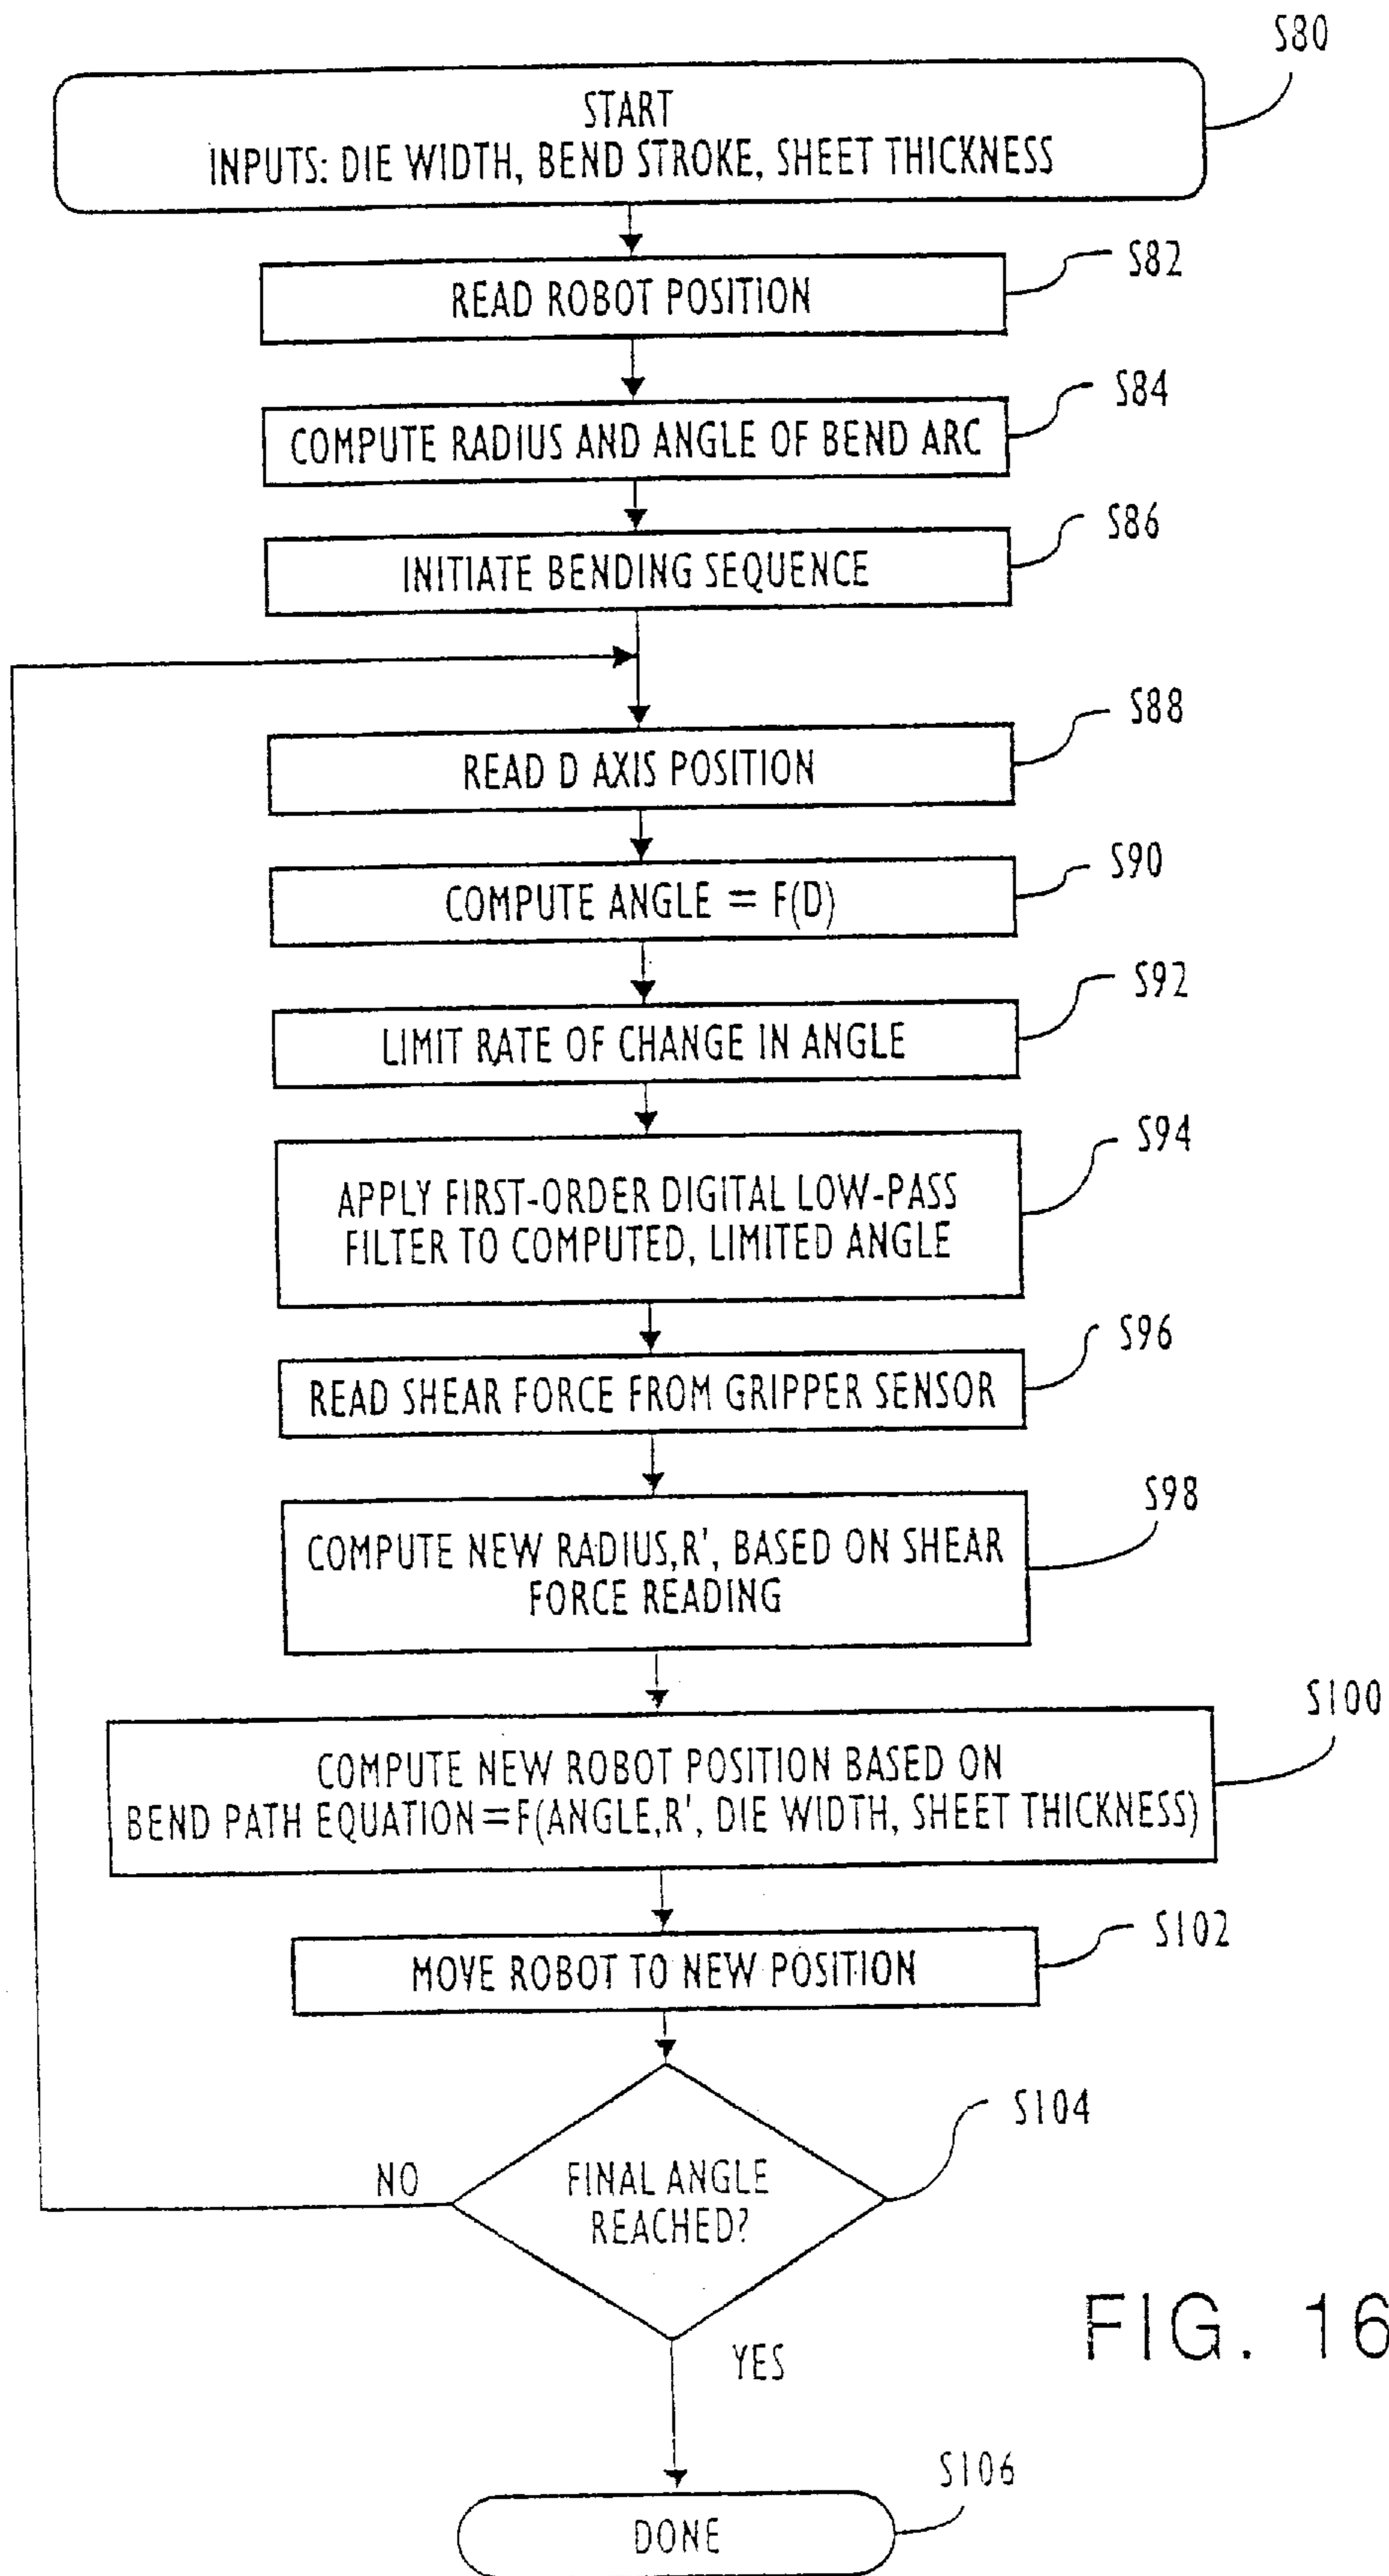 S80
START
INPUTS: DIE WIDTH, BEND STROKE, SHEET THICKNESS
S82
READ ROBOT POSITION
S84
COMPUTE RADIUS AND ANGLE OF BEND ARC
S86
INITIATE BENDING SEQUENCE
S88
READ D AXIS POSITION
S90
COMPUTE ANGLE = F(D)
S92
LIMIT RATE OF CHANGE IN ANGLE
S94
APPLY FIRST-ORDER DIGITAL LOW-PASS
FILTER TO COMPUTED, LIMITED ANGLE
S96
READ SHEAR FORCE FROM GRIPPER SENSOR
S98
COMPUTE NEW RADIUS,R', BASED ON SHEAR
FORCE READING
S100
COMPUTE NEW ROBOT POSITION BASED ON
BEND PATH EQUATION=F(ANGLE,R', DIE WIDTH, SHEET THICKNESS)
S102
MOVE ROBOT TO NEW POSITION
S104
NO
FINAL ANGLE
REACHED?
YES
FIG. 16
S106
DONE